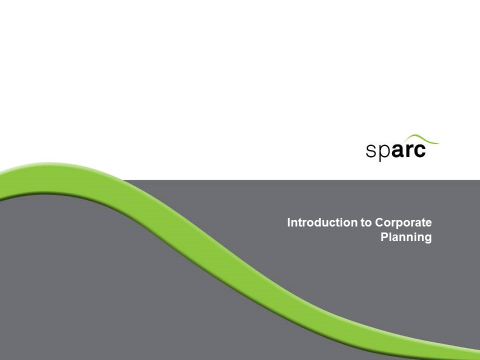 sparc
Introduction to Corporate
Planning